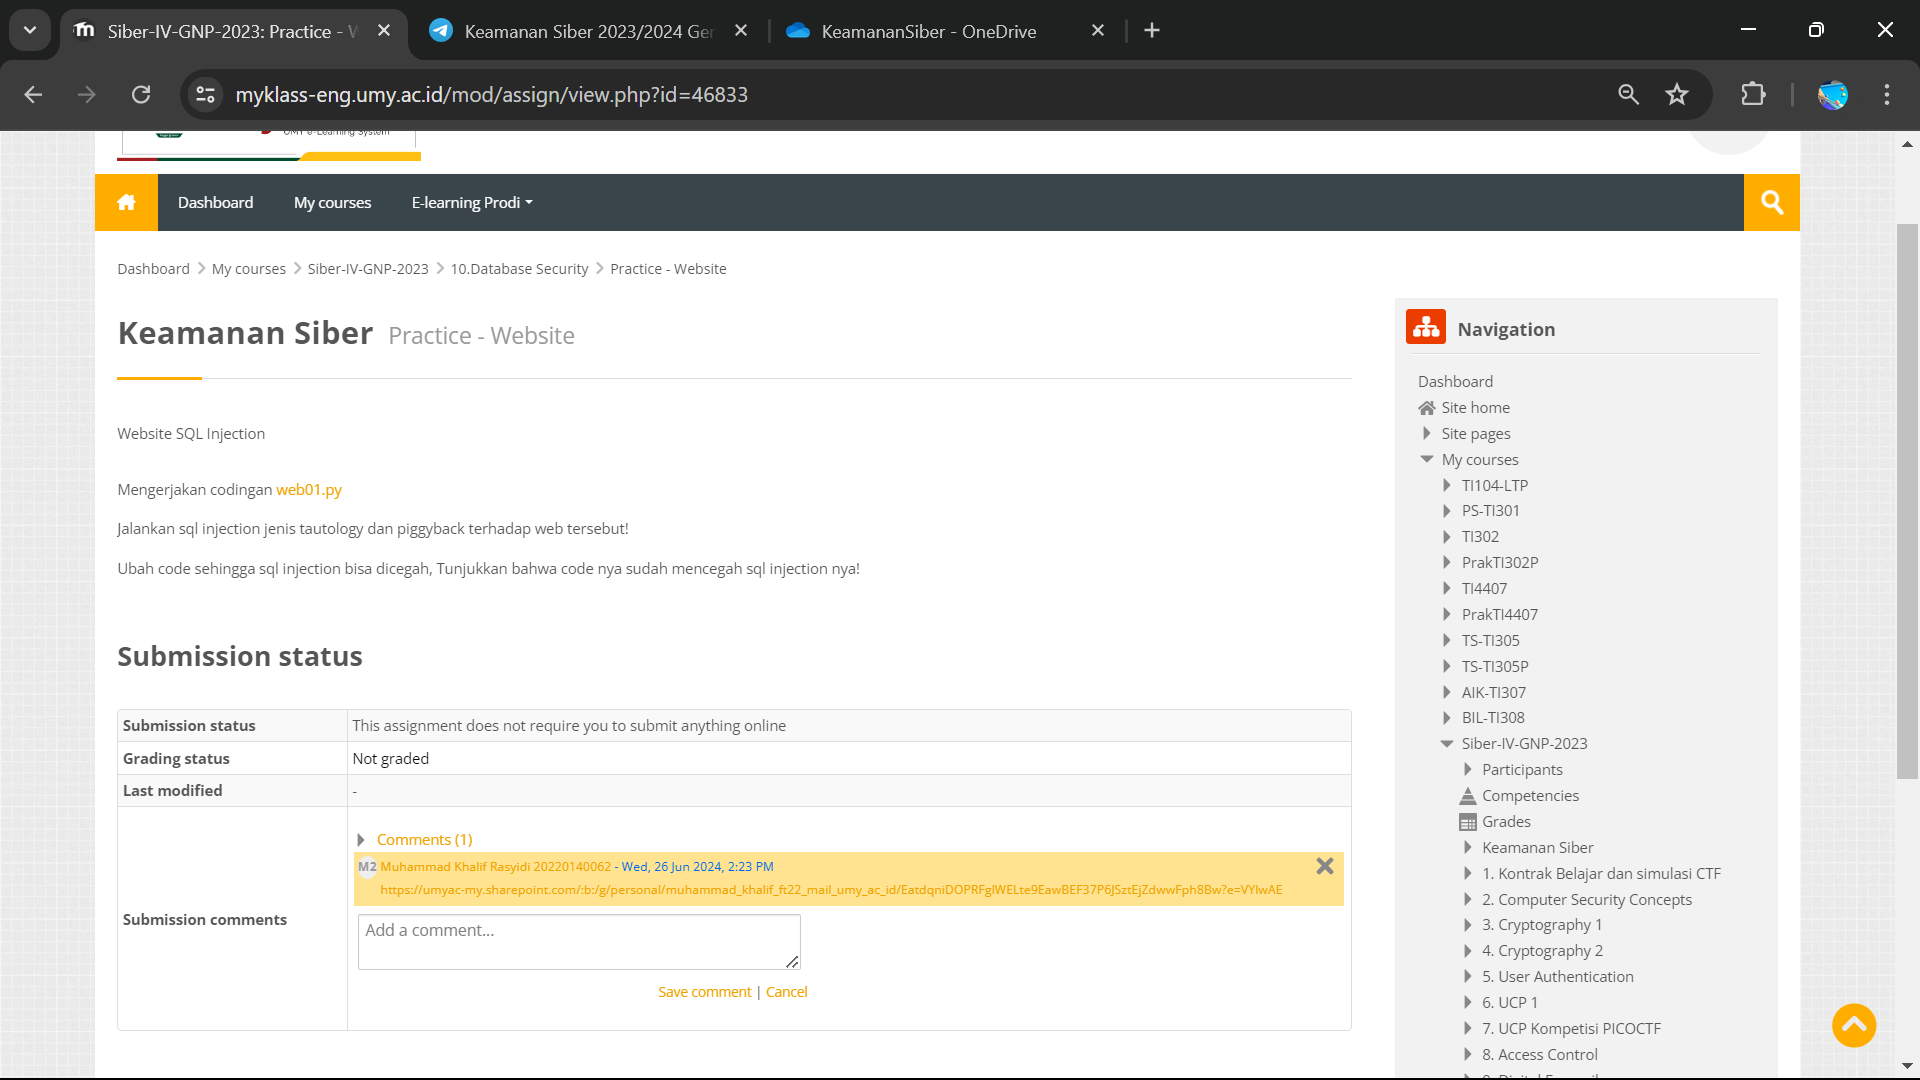 Siber-IV-GNP-2023: Practice - W
Keamanan Siber 2023/2024 Ger
KeamananSiber - OneDrive
myklass-eng.umy.ac.id/mod/assign/view.php?id=46833
UMY e-Learning System
Dashboard
My courses
E-learning Prodi
Dashboard > My courses > Siber-IV-GNP-2023 > 10.Database Security > Practice - Website
Keamanan Siber Practice - Website
Website SQL Injection
Mengerjakan codingan web01.py
Jalankan sql injection jenis tautology dan piggyback terhadap web tersebut!
Ubah code sehingga sql injection bisa dicegah, Tunjukkan bahwa code nya sudah mencegah sql injection nya!
Submission status
Submission status This assignment does not require you to submit anything online
Grading status Not graded
Last modified -
Submission comments
Comments (1)
M2 Muhammad Khalif Rasyidi 20220140062 - Wed, 26 Jun 2024, 2:23 PM
https://umyac-my.sharepoint.com/:b:/g/personal/muhammad_khalif_ft22_mail_umy_ac_id/EatdqniDOPRFglWELte9EawBEF37P6JSztEjZdwwFph8Bw?e=VYlwAE
Add a comment...
Save comment | Cancel
Navigation
Dashboard
Site home
Site pages
My courses
TI104-LTP
PS-TI301
TI302
PrakTI302P
TI4407
PrakTI4407
TS-TI305
TS-TI305P
AIK-TI307
BIL-TI308
Siber-IV-GNP-2023
Participants
Competencies
Grades
Keamanan Siber
1. Kontrak Belajar dan simulasi CTF
2. Computer Security Concepts
3. Cryptography 1
4. Cryptography 2
5. User Authentication
6. UCP 1
7. UCP Kompetisi PICOCTF
8. Access Control